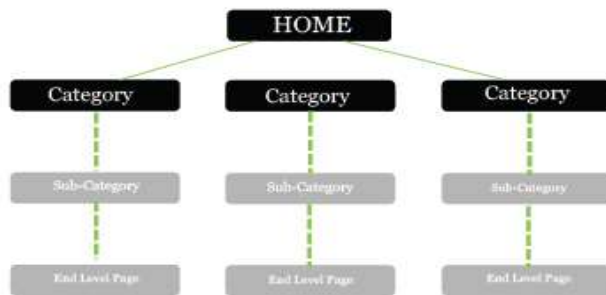 HOME
Category
Category
Category
Sub-Category
Sub-Category
Sub-Category
End Level Page
End Level Page
End Level Page